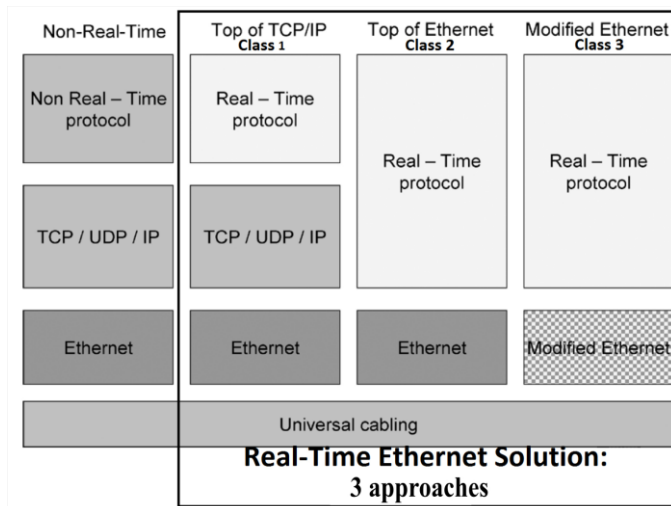 Non-Real-Time
Top of TCP/IP
Class 1
Top of Ethernet
Class 2
Modified Ethernet
Class 3
Non Real – Time
protocol
Real – Time
protocol
Real – Time
protocol
Real – Time
protocol
TCP / UDP / IP
TCP / UDP / IP
Ethernet
Ethernet
Ethernet
Modified Ethernet
Universal cabling
Real-Time Ethernet Solution:
3 approaches